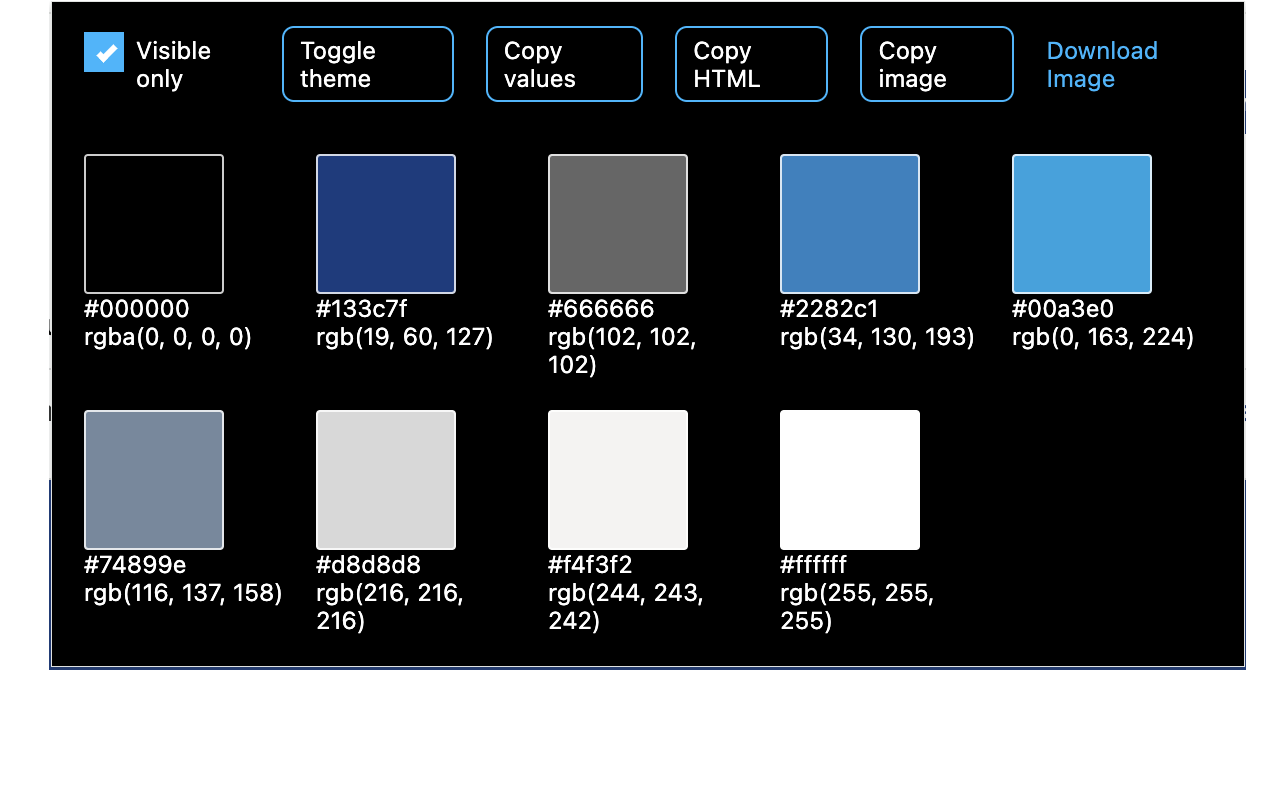 Visible only
Toggle theme
Copy values
Copy HTML
Copy image
Download Image
#000000
rgba(0, 0, 0, 0)
#133c7f
rgb(19, 60, 127)
#666666
rgb(102, 102, 102)
#2282c1
rgb(34, 130, 193)
#00a3e0
rgb(0, 163, 224)
#74899e
rgb(116, 137, 158)
#d8d8d8
rgb(216, 216, 216)
#f4f3f2
rgb(244, 243, 242)
#ffffff
rgb(255, 255, 255)